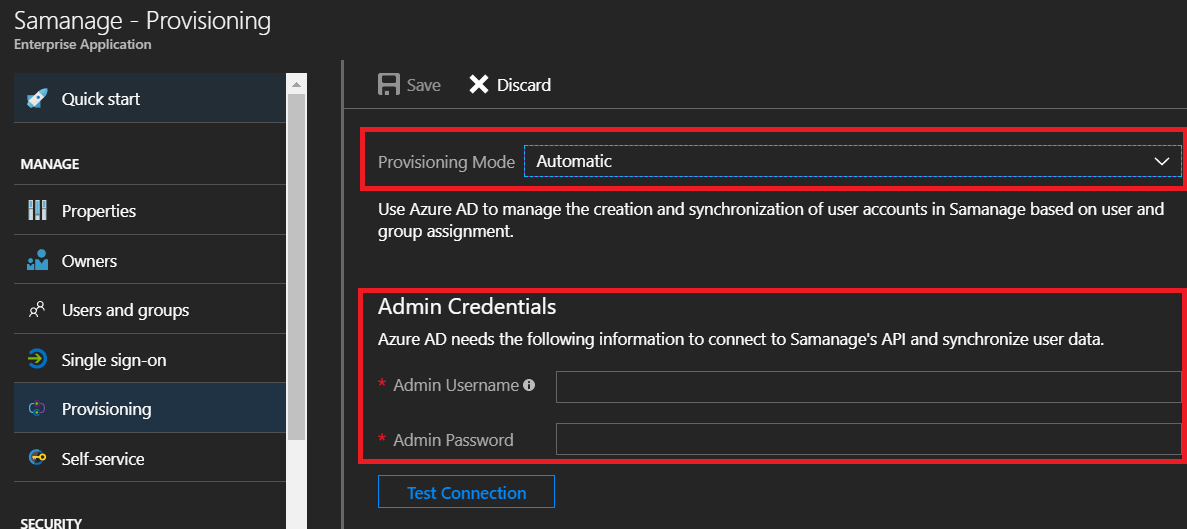 Samanage - Provisioning
Enterprise Application
Quick start
MANAGE
Properties
Owners
Users and groups
Single sign-on
Provisioning
Self-service
SECURITY
Save
Discard
Provisioning Mode
Automatic
Use Azure AD to manage the creation and synchronization of user accounts in Samanage based on user and
group assignment.
Admin Credentials
Azure AD needs the following information to connect to Samanage's API and synchronize user data.
* Admin Username
* Admin Password
Test Connection